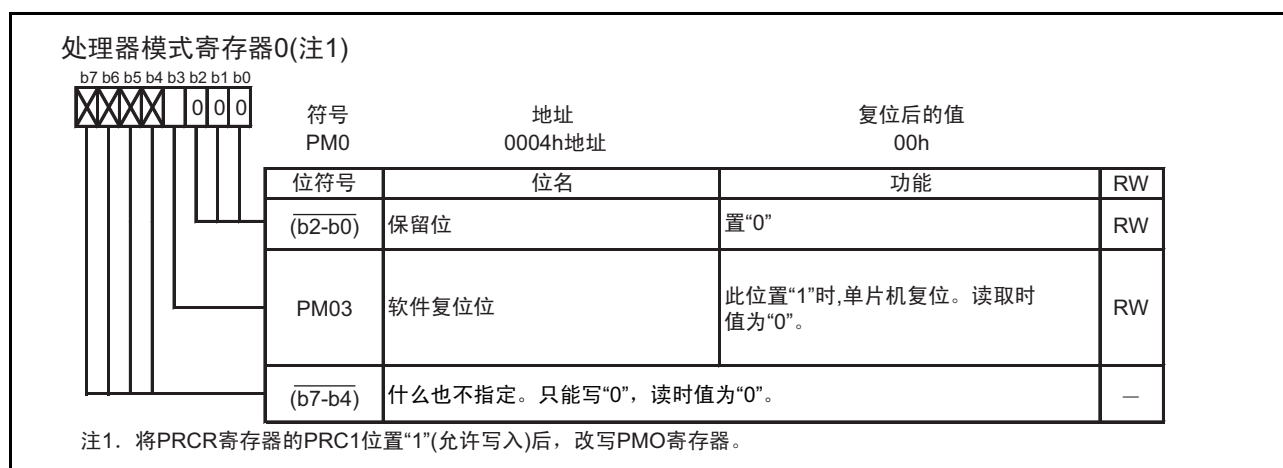 处理器模式寄存器0(注1)
b7 b6 b5 b4 b3 b2 b1 b0
0 0 0
符号 地址 复位后的值
PM0 0004h地址 00h
位符号 位名 功能 RW
(b2-b0) 保留位 置“0” RW
PM03 软件复位位 此位置“1”时,单片机复位。读取时
值为“0”。 RW
(b7-b4) 什么也不指定。只能写“0”，读时值为“0”。 —
注1. 将PRCR寄存器的PRC1位置“1”(允许写入)后，改写PMO寄存器。